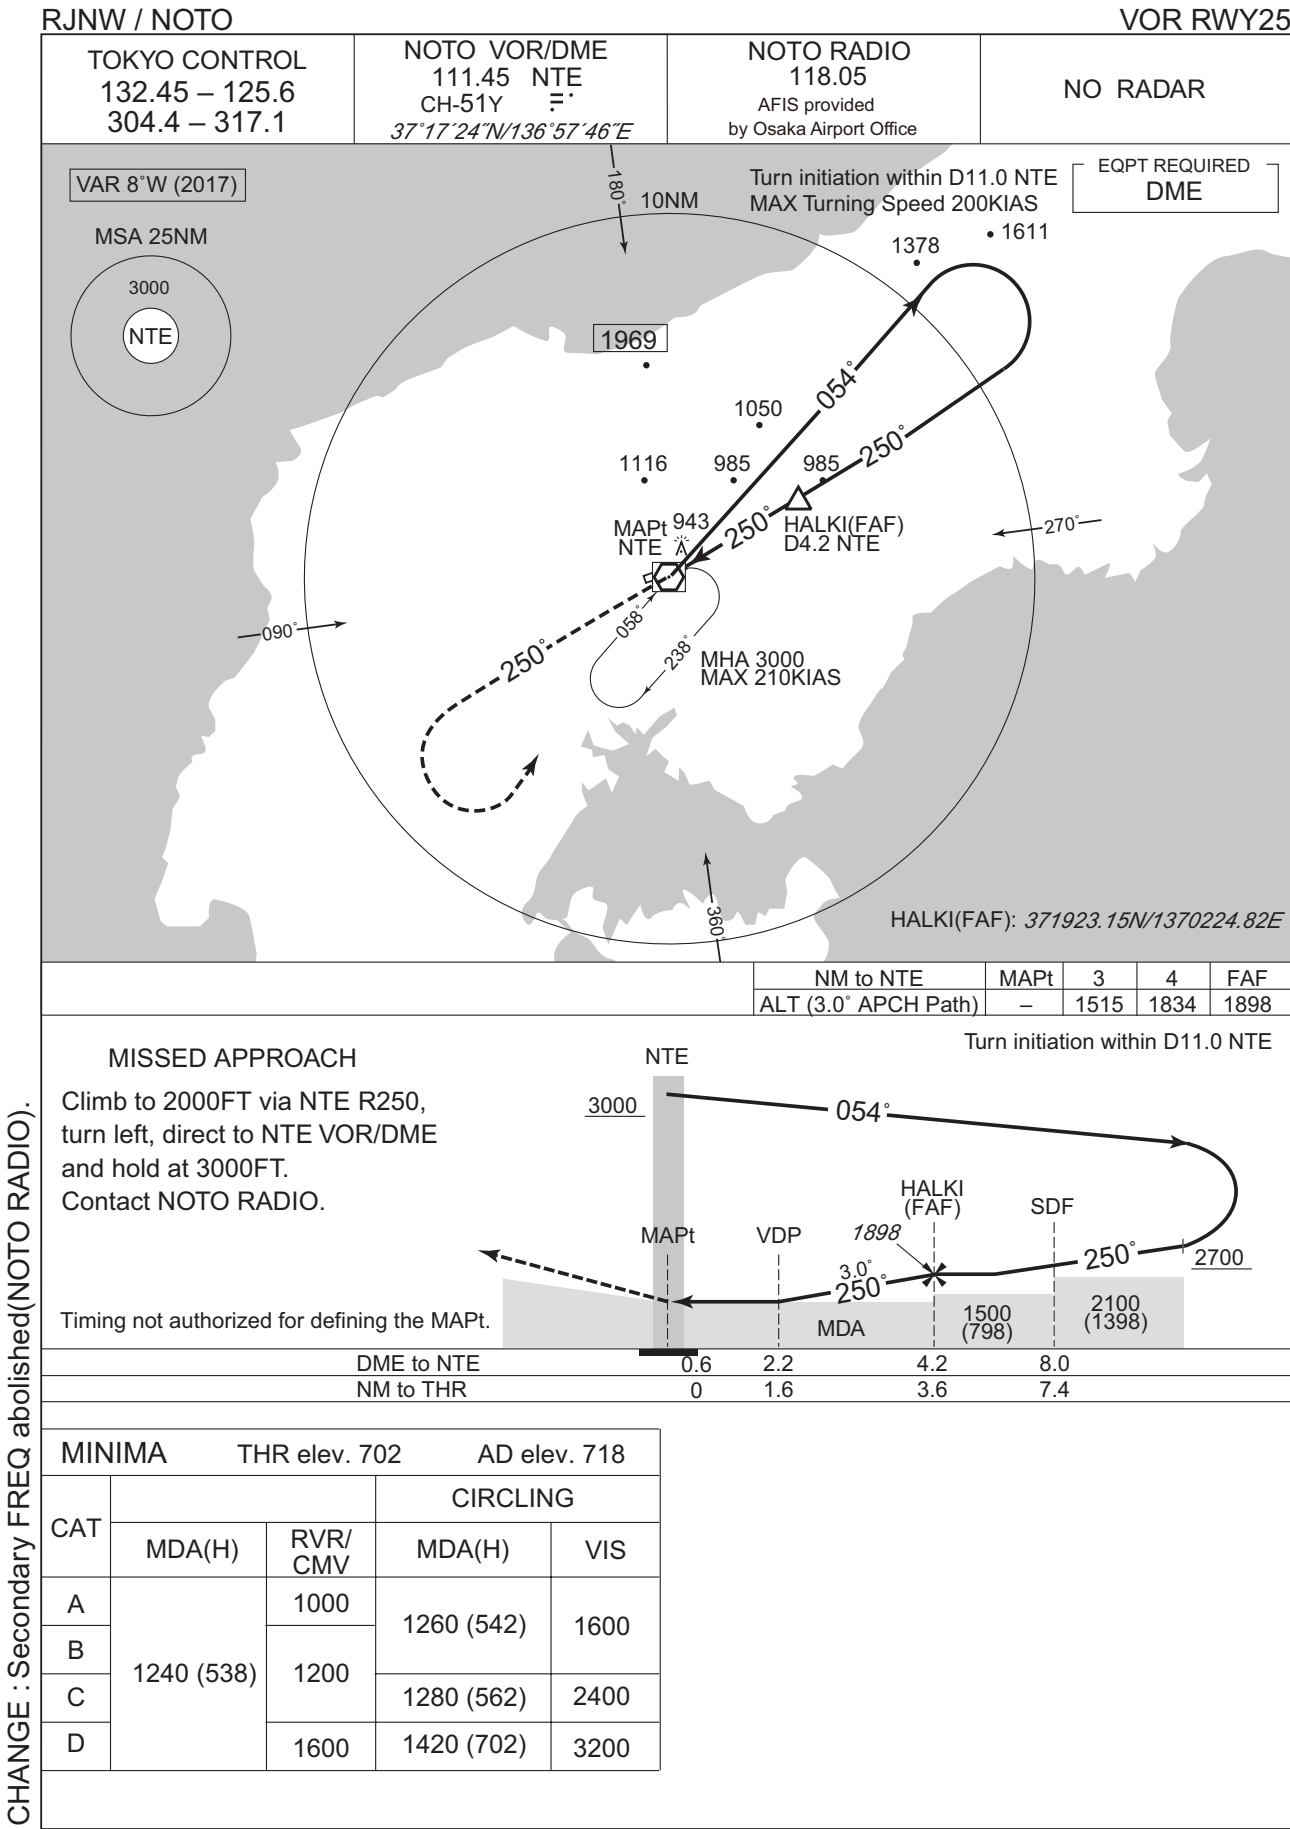 RJNW / NOTO
VOR RWY25
TOKYO CONTROL
132.45 – 125.6
304.4 – 317.1
NOTO VOR/DME
111.45 NTE
CH-51Y
37°17´24˝N/136°57´46˝E
NOTO RADIO
118.05
AFIS provided
by Osaka Airport Office
NO RADAR
VAR 8°W (2017)
MSA 25NM
3000
NTE
180°
10NM
Turn initiation within D11.0 NTE
MAX Turning Speed 200KIAS
EQPT REQUIRED
DME
1611
1378
1969
054°
1050
250°
1116
985
985
MAPt
NTE
943
250°
HALKI(FAF)
D4.2 NTE
270°
090°
058°
250°
238°
MHA 3000
MAX 210KIAS
360°
HALKI(FAF): 371923.15N/1370224.82E
NM to NTE MAPt 3 4 FAF
ALT (3.0° APCH Path) – 1515 1834 1898
Turn initiation within D11.0 NTE
MISSED APPROACH
Climb to 2000FT via NTE R250,
turn left, direct to NTE VOR/DME
and hold at 3000FT.
Contact NOTO RADIO.
Timing not authorized for defining the MAPt.
NTE
3000
054°
HALKI
(FAF)
SDF
MAPt
VDP
1898
250°
2700
3.0°
250°
MDA
1500
(798)
2100
(1398)
DME to NTE 0.6 2.2 4.2 8.0
NM to THR 0 1.6 3.6 7.4
MINIMA THR elev. 702 AD elev. 718
CAT
CIRCLING
MDA(H)
RVR/
CMV
MDA(H)
VIS
A
1000
1260 (542)
1600
B
1240 (538)
1200
C
1280 (562)
2400
D
1600
1420 (702)
3200
CHANGE : Secondary FREQ abolished(NOTO RADIO).